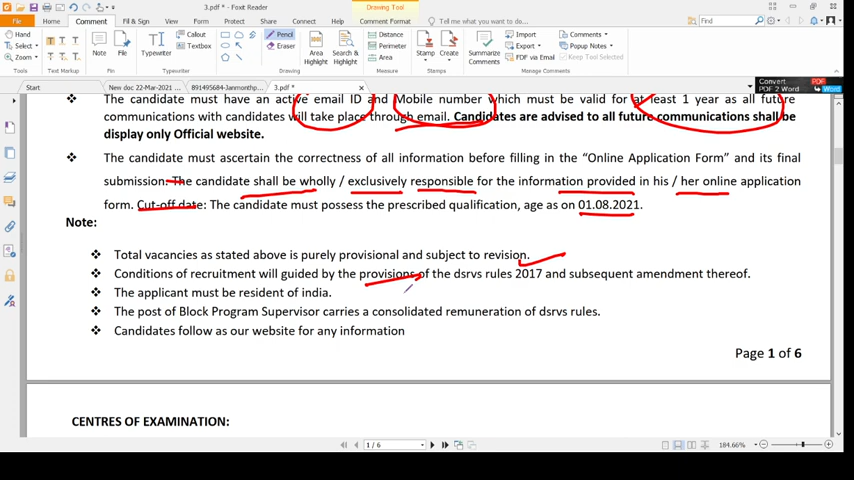 3.pdf * - Foxit Reader
Drawing Tool
File Home Comment Fill & Sign View Form Protect Share Connect Help Comment Format Tell me what you want to do... Find
Hand Select Zoom
Text Markup
Note File
Pin
Typewriter Callout Textbox
Typewriter
Pencil Eraser
Drawing
Area Highlight Search & Highlight
Distance Perimeter Area
Measure
Stamp Create
Stamps
Summarize Comments
Import Export PDF via Email
Comments Popup Notes Keep Tool Selected
Manage Comments
Start New doc 22-Mar-2021 3.pdf *
Convert PDF
PDF 2 Word Word
The candidate must have an active email ID and Mobile number which must be valid for at least 1 year as all future
communications with candidates will take place through email. Candidates are advised to all future communications shall be
display only Official website.
The candidate must ascertain the correctness of all information before filling in the “Online Application Form” and its final
submission. The candidate shall be wholly / exclusively responsible for the information provided in his / her online application
form. Cut-off date: The candidate must possess the prescribed qualification, age as on 01.08.2021.
Note:
Total vacancies as stated above is purely provisional and subject to revision.
Conditions of recruitment will guided by the provisions of the dsrvs rules 2017 and subsequent amendment thereof.
The applicant must be resident of india.
The post of Block Program Supervisor carries a consolidated remuneration of dsrvs rules.
Candidates follow as our website for any information
Page 1 of 6
CENTRES OF EXAMINATION:
1 / 6
184.66%